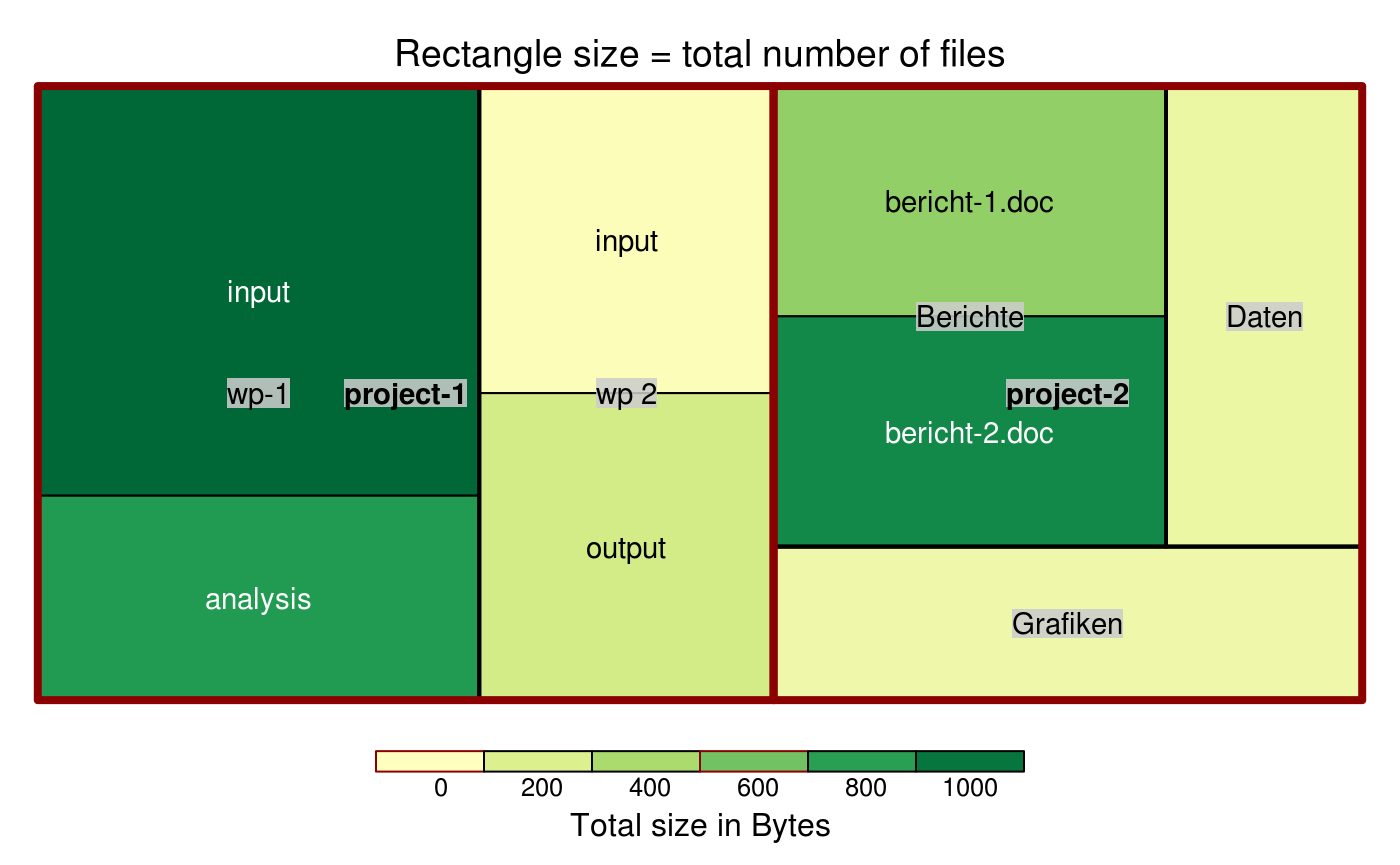 Rectangle size = total number of files
input
wp-1
project-1
analysis
input
wp 2
output
bericht-1.doc
Berichte
project-2
bericht-2.doc
Daten
Grafiken
0 200 400 600 800 1000
Total size in Bytes